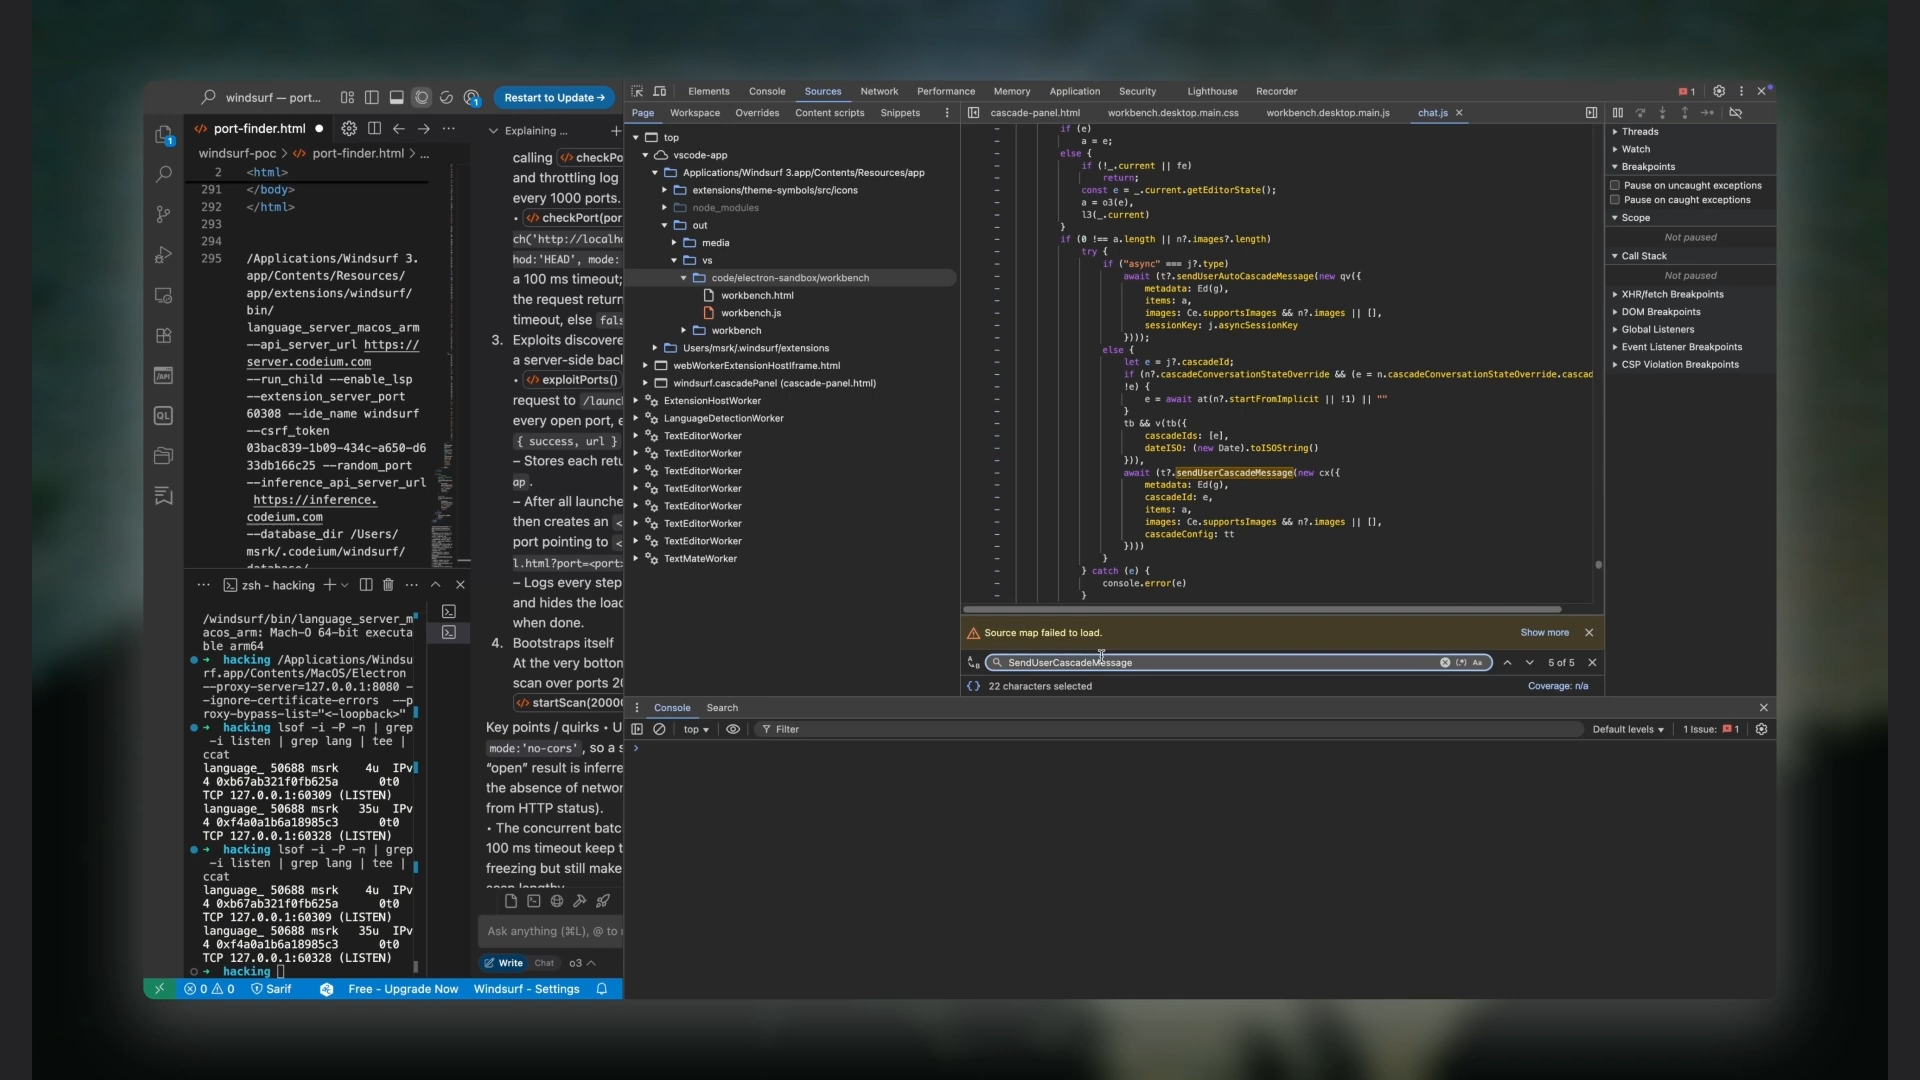 windsurf — port...
Restart to Update →
port-finder.html
windsurf-poc > port-finder.html > ...
2 <html>
291 </body>
292 </html>
293
294
295
/Applications/Windsurf 3.
app/Contents/Resources/
app/extensions/windsurf/
bin/
language_server_macos_arm
--api_server_url https://
server.codeium.com
--run_child --enable_lsp
--extension_server_port
60308 --ide_name windsurf
--csrf_token
03bac839-1b09-434c-a650-d6
33db166c25 --random_port
--inference_api_server_url
https://inference.
codeium.com
--database_dir /Users/
msrk/.codeium/windsurf/
database/
zsh - hacking
/windsurf/bin/language_server_m
acos_arm: Mach-O 64-bit executa
ble arm64
→ hacking /Applications/Windsu
rf.app/Contents/MacOS/Electron
--proxy-server=127.0.0.1:8080 -
-ignore-certificate-errors --p
roxy-bypass-list="<-loopback>"
→ hacking lsof -i -P -n | grep
-i listen | grep lang | tee |
ccat
language_ 50688 msrk 4u IPv
4 0xb67ab321f0fb625a 0t0
TCP 127.0.0.1:60309 (LISTEN)
language_ 50688 msrk 35u IPv
4 0xf4a0a1b6a18985c3 0t0
TCP 127.0.0.1:60328 (LISTEN)
→ hacking lsof -i -P -n | grep
-i listen | grep lang | tee |
ccat
language_ 50688 msrk 4u IPv
4 0xb67ab321f0fb625a 0t0
TCP 127.0.0.1:60309 (LISTEN)
language_ 50688 msrk 35u IPv
4 0xf4a0a1b6a18985c3 0t0
TCP 127.0.0.1:60328 (LISTEN)
→ hacking
0 0 Sarif Free - Upgrade Now Windsurf - Settings
Explaining ...
calling checkPo
and throttling log
every 1000 ports.
• checkPort(por
ch('http://localho
hod:'HEAD', mode:
a 100 ms timeout;
the request return
timeout, else fals
3. Exploits discovere
a server-side back
• exploitPorts()
request to /launc
every open port, e
{ success, url }
– Stores each retu
ap .
– After all launche
then creates an <
port pointing to <
l.html?port=<port>
– Logs every step
and hides the load
when done.
4. Bootstraps itself
At the very bottom
scan over ports 20
startScan(20000
Key points / quirks • U
mode:'no-cors' , so a s
“open” result is inferre
the absence of networ
from HTTP status).
• The concurrent batc
100 ms timeout keep t
freezing but still make
Ask anything (⌘L), @ to
Write Chat o3
Elements Console Sources Network Performance Memory Application Security Lighthouse Recorder 1
Page Workspace Overrides Content scripts Snippets
top
vscode-app
Applications/Windsurf 3.app/Contents/Resources/app
extensions/theme-symbols/src/icons
node_modules
out
media
vs
code/electron-sandbox/workbench
workbench.html
workbench.js
workbench
Users/msrk/.windsurf/extensions
webWorkerExtensionHostIframe.html
windsurf.cascadePanel (cascade-panel.html)
ExtensionHostWorker
LanguageDetectionWorker
TextEditorWorker
TextEditorWorker
TextEditorWorker
TextEditorWorker
TextEditorWorker
TextEditorWorker
TextEditorWorker
TextMateWorker
cascade-panel.html workbench.desktop.main.css workbench.desktop.main.js chat.js
if (e)
a = e;
else {
if (!_.current || fe)
return;
const e = _.current.getEditorState();
a = o3(e),
l3(_.current)
}
if (0 !== a.length || n?.images?.length)
try {
if ("async" === j?.type)
await (t?.sendUserAutoCascadeMessage(new qv({
metadata: Ed(g),
items: a,
images: Ce.supportsImages && n?.images || [],
sessionKey: j.asyncSessionKey
})));
else {
let e = j?.cascadeId;
if (n?.cascadeConversationStateOverride && (e = n.cascadeConversationStateOverride.cascad
!e) {
e = await at(n?.startFromImplicit || !1) || ""
}
tb && v(tb({
cascadeIds: [e],
dateISO: (new Date).toISOString()
})),
await (t?.sendUserCascadeMessage(new cx({
metadata: Ed(g),
cascadeId: e,
items: a,
images: Ce.supportsImages && n?.images || [],
cascadeConfig: tt
})))
}
} catch (e) {
console.error(e)
}
Source map failed to load. Show more
SendUserCascadeMessage (.*) Aa 5 of 5
{ } 22 characters selected Coverage: n/a
Threads
Watch
Breakpoints
Pause on uncaught exceptions
Pause on caught exceptions
Scope
Not paused
Call Stack
Not paused
XHR/fetch Breakpoints
DOM Breakpoints
Global Listeners
Event Listener Breakpoints
CSP Violation Breakpoints
Console Search
top Filter Default levels 1 Issue: 1